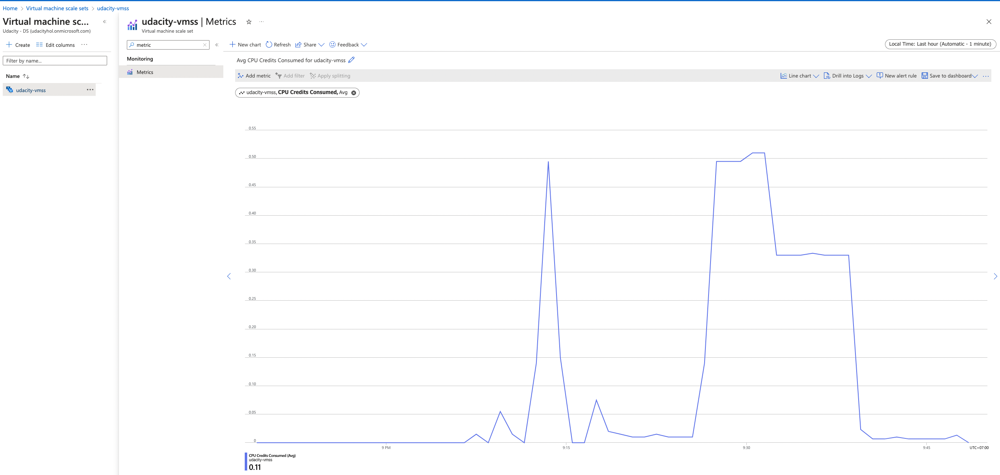 Home > Virtual machine scale sets > udacity-vmss
Virtual machine sc... «
Udacity - DS (udacityhol.onmicrosoft.com)
Create Edit columns ...
Filter by name...
Name
udacity-vmss ...
udacity-vmss | Metrics ...
Virtual machine scale set
metric «
Monitoring
Metrics
New chart Refresh Share Feedback
Local Time: Last hour (Automatic - 1 minute)
Avg CPU Credits Consumed for udacity-vmss
Add metric Add filter Apply splitting
Line chart Drill into Logs New alert rule Save to dashboard ...
udacity-vmss, CPU Credits Consumed, Avg
0.55
0.50
0.45
0.40
0.35
0.30
0.25
0.20
0.15
0.10
0.05
0
9 PM 9:15 9:30 9:45 UTC+07:00
CPU Credits Consumed (Avg)
udacity-vmss
0.11